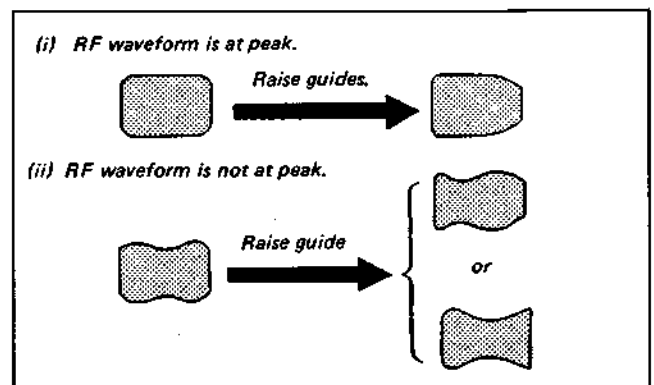 (i) RF waveform is at peak.
Raise guides.
(ii) RF waveform is not at peak.
Raise guide
or